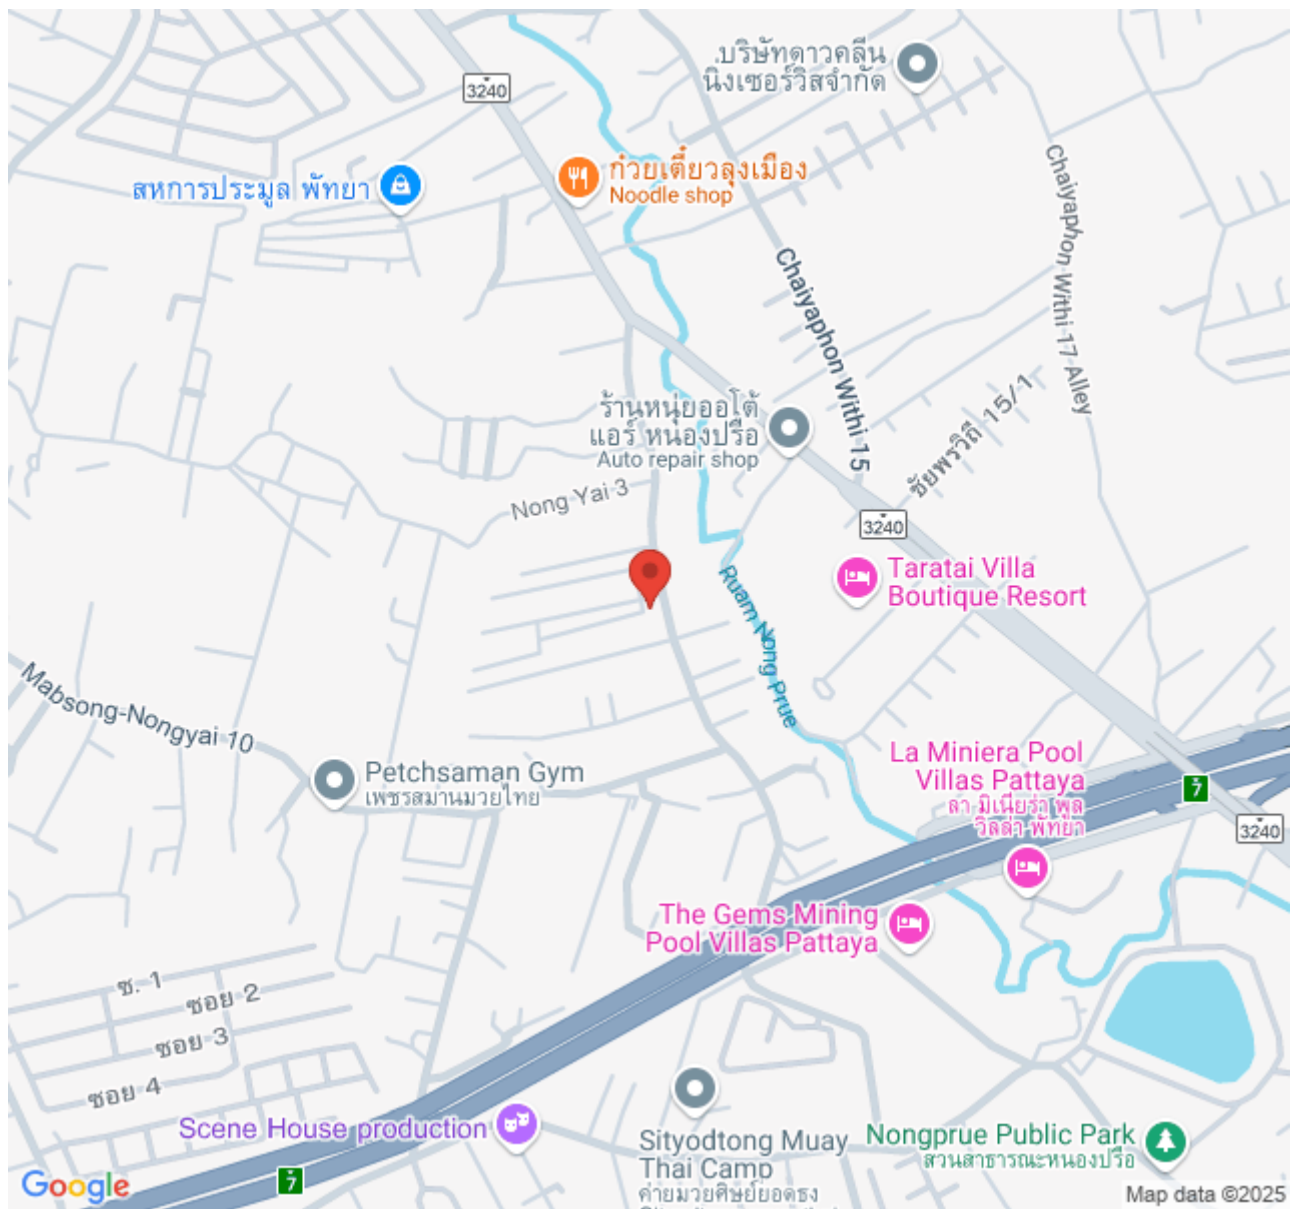 .บริษัทดาวคลีน
นิงเซอร์วิสจำกัด
3240
ก๋วยเตี๋ยวลุงเมือง
Noodle shop
สหการประมูล พัทยา
Chaiyaphon Withi 17 Alley
Chaiyaphon Withi 15
ร้านหนุ่ยออโต้
แอร์ หนองปรือ
Auto repair shop
ชัยพรวิถี 15/1
Nong Yai 3
3240
Taratai Villa
Boutique Resort
Ruam Nong Prue
Mabsong-Nongyai 10
La Miniera Pool
Villas Pattaya
ลา มิเนียร่า พูล
วิลล่า พัทยา
Petchsaman Gym
เพชรสมานมวยไทย
7
3240
The Gems Mining
Pool Villas Pattaya
ซ. 1
ซอย 2
ซอย 3
ซอย 4
Scene House production
Sityodtong Muay
Thai Camp
ค่ายมวยศิษย์ยอดธง
Nongprue Public Park
สวนสาธารณะหนองปรือ
7
Google
Map data ©2025